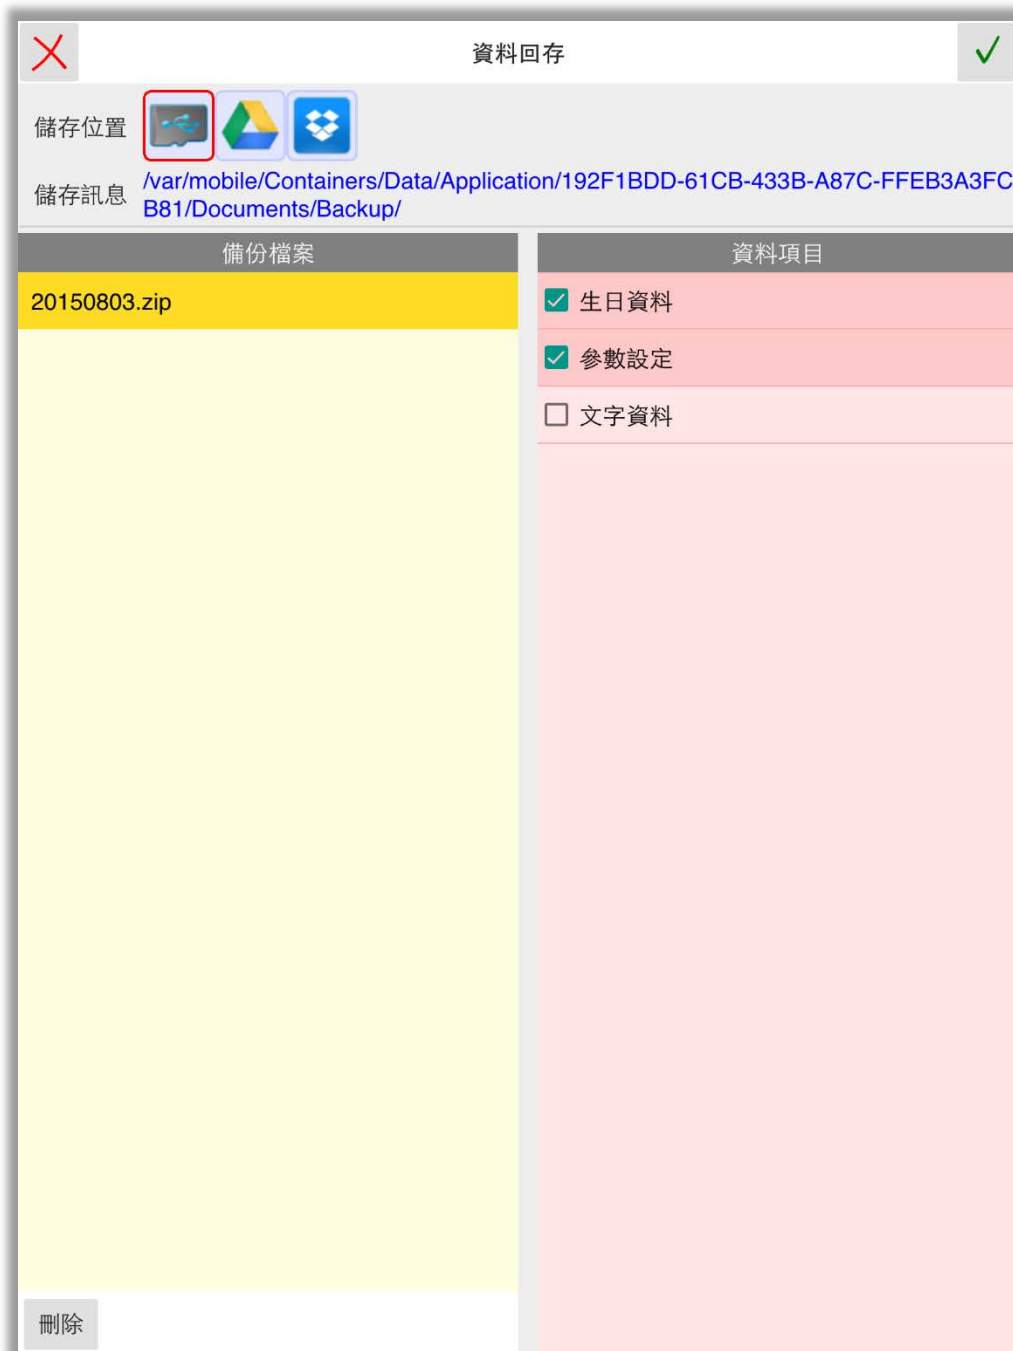 資料回存
儲存位置
儲存訊息
/var/mobile/Containers/Data/Application/192F1BDD-61CB-433B-A87C-FFEB3A3FC
B81/Documents/Backup/
備份檔案
20150803.zip
資料項目
生日資料
參數設定
文字資料
刪除